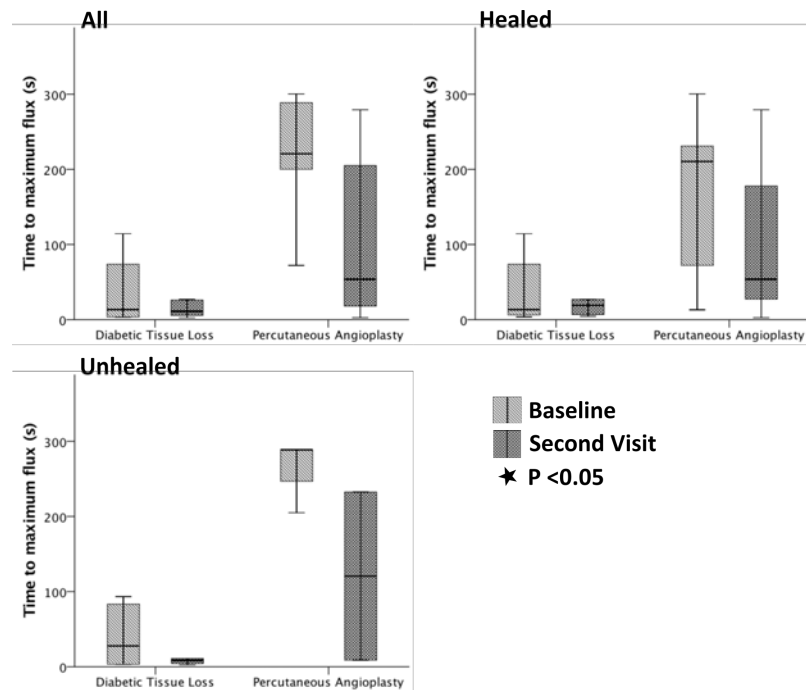 All
Time to maximum flux (s)
300
200
100
0
Diabetic Tissue Loss
Percutaneous Angioplasty
Healed
Time to maximum flux (s)
300
200
100
0
Diabetic Tissue Loss
Percutaneous Angioplasty
Unhealed
Time to maximum flux (s)
300
200
100
0
Diabetic Tissue Loss
Percutaneous Angioplasty
Baseline
Second Visit
★ P <0.05